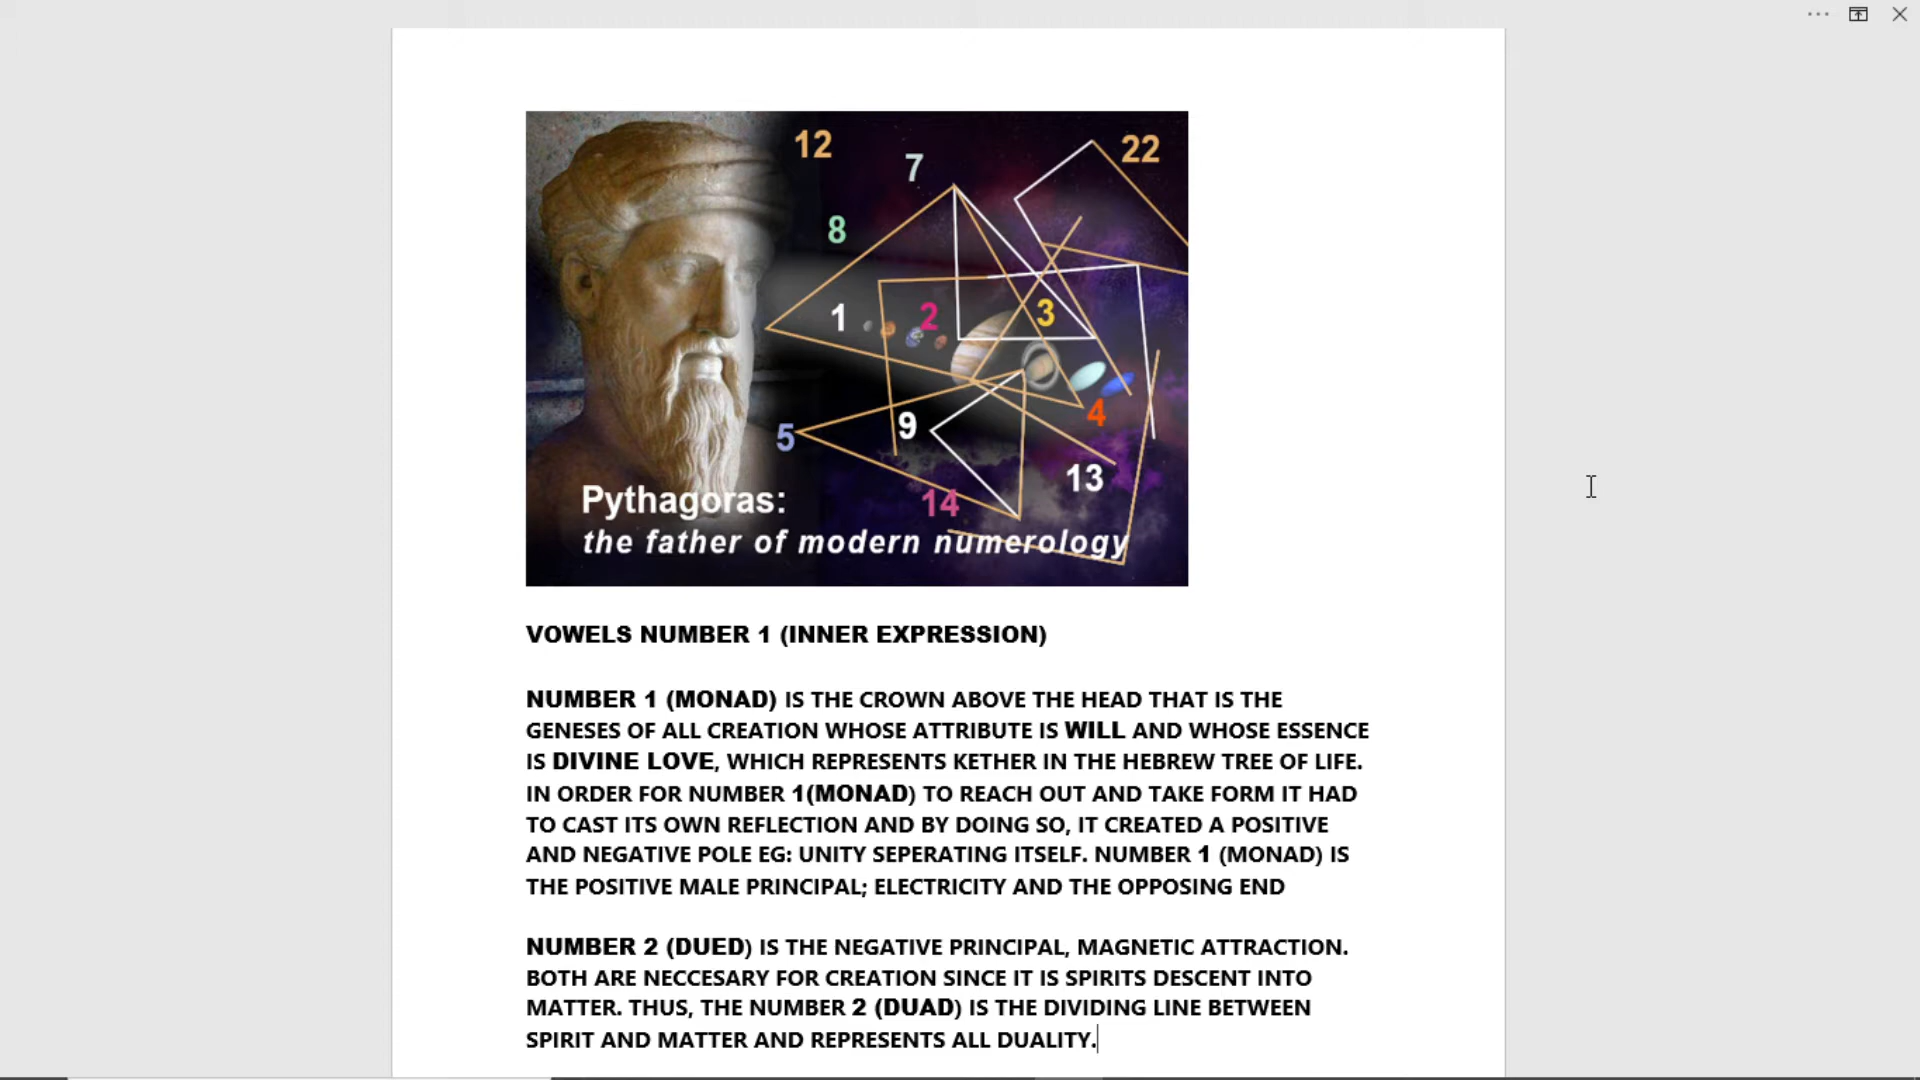 12
7
22
8
1
2
3
5
9
4
13
14
Pythagoras:
the father of modern numerology
VOWELS NUMBER 1 (INNER EXPRESSION)
NUMBER 1 (MONAD) IS THE CROWN ABOVE THE HEAD THAT IS THE
GENESES OF ALL CREATION WHOSE ATTRIBUTE IS WILL AND WHOSE ESSENCE
IS DIVINE LOVE, WHICH REPRESENTS KETHER IN THE HEBREW TREE OF LIFE.
IN ORDER FOR NUMBER 1(MONAD) TO REACH OUT AND TAKE FORM IT HAD
TO CAST ITS OWN REFLECTION AND BY DOING SO, IT CREATED A POSITIVE
AND NEGATIVE POLE EG: UNITY SEPERATING ITSELF. NUMBER 1 (MONAD) IS
THE POSITIVE MALE PRINCIPAL; ELECTRICITY AND THE OPPOSING END
NUMBER 2 (DUED) IS THE NEGATIVE PRINCIPAL, MAGNETIC ATTRACTION.
BOTH ARE NECCESARY FOR CREATION SINCE IT IS SPIRITS DESCENT INTO
MATTER. THUS, THE NUMBER 2 (DUAD) IS THE DIVIDING LINE BETWEEN
SPIRIT AND MATTER AND REPRESENTS ALL DUALITY.